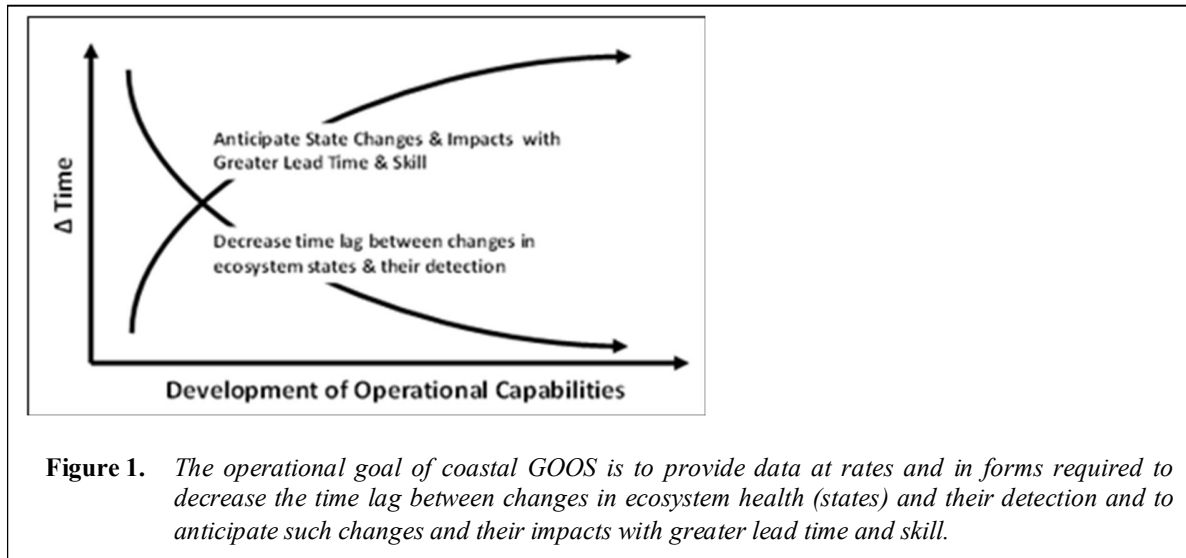 Anticipate State Changes & Impacts with
Greater Lead Time & Skill
Δ Time
Decrease time lag between changes in
ecosystem states & their detection
Development of Operational Capabilities
Figure 1. The operational goal of coastal GOOS is to provide data at rates and in forms required to
decrease the time lag between changes in ecosystem health (states) and their detection and to
anticipate such changes and their impacts with greater lead time and skill.